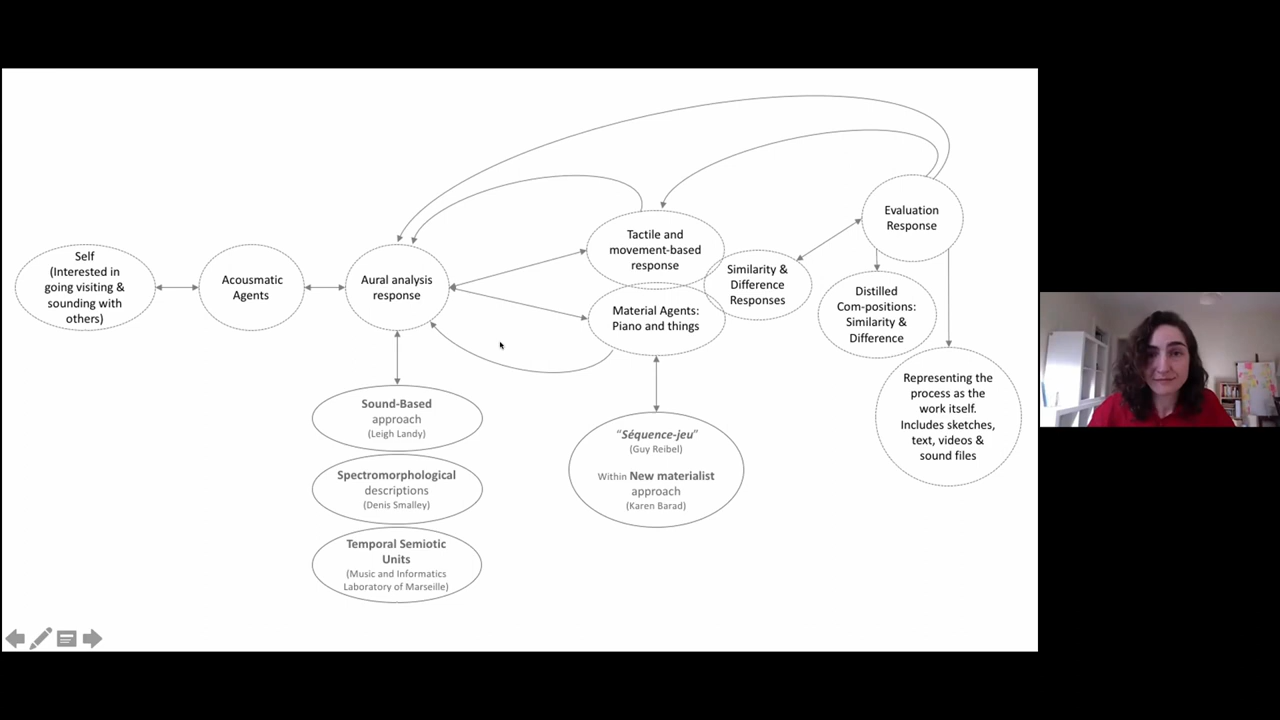 Self
(Interested in
going visiting &
sounding with
others)
Acousmatic
Agents
Aural analysis
response
Tactile and
movement-based
response
Material Agents:
Piano and things
Similarity &
Difference
Responses
Evaluation
Response
Distilled
Com-positions:
Similarity &
Difference
Representing the
process as the
work itself.
Includes sketches,
text, videos &
sound files
Sound-Based
approach
(Leigh Landy)
Spectromorphological
descriptions
(Denis Smalley)
Temporal Semiotic
Units
(Music and Informatics
Laboratory of Marseille)
“Séquence-jeu”
(Guy Reibel)
Within New materialist
approach
(Karen Barad)